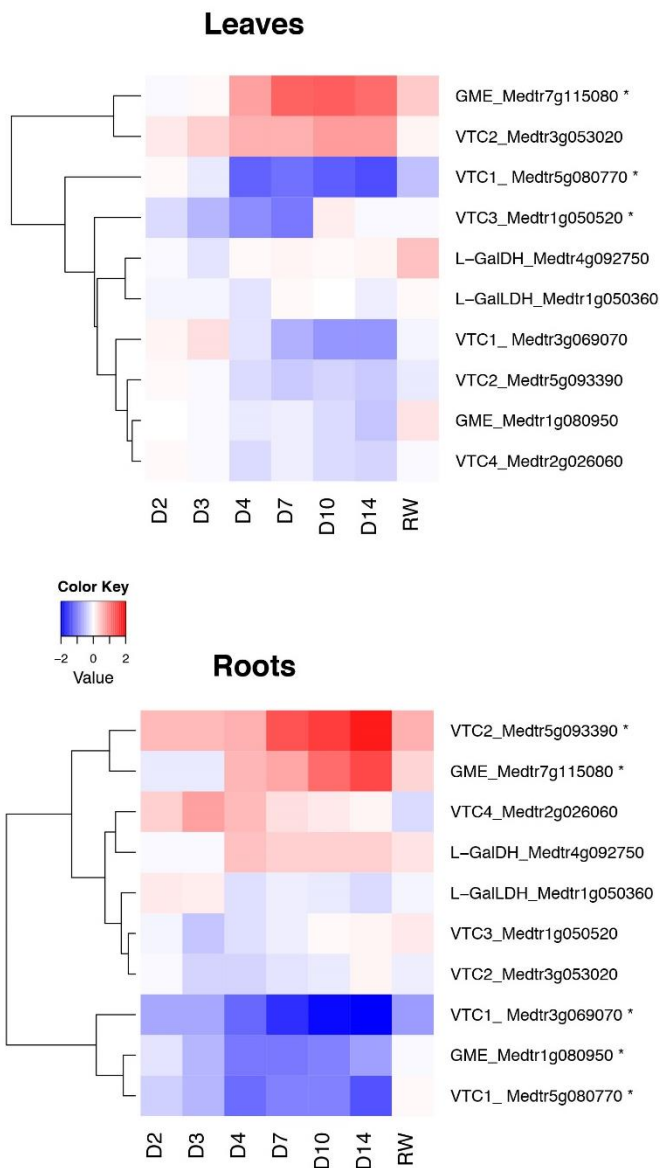 Leaves
GME_Medtr7g115080 *
VTC2_Medtr3g053020
VTC1_ Medtr5g080770 *
VTC3_Medtr1g050520 *
L-GalDH_Medtr4g092750
L-GalLDH_Medtr1g050360
VTC1_ Medtr3g069070
VTC2_Medtr5g093390
GME_Medtr1g080950
VTC4_Medtr2g026060
D2 D3 D4 D7 D10 D14 RW
Color Key
-2 0 2
Value
Roots
VTC2_Medtr5g093390 *
GME_Medtr7g115080 *
VTC4_Medtr2g026060
L-GalDH_Medtr4g092750
L-GalLDH_Medtr1g050360
VTC3_Medtr1g050520
VTC2_Medtr3g053020
VTC1_ Medtr3g069070 *
GME_Medtr1g080950 *
VTC1_ Medtr5g080770 *
D2 D3 D4 D7 D10 D14 RW